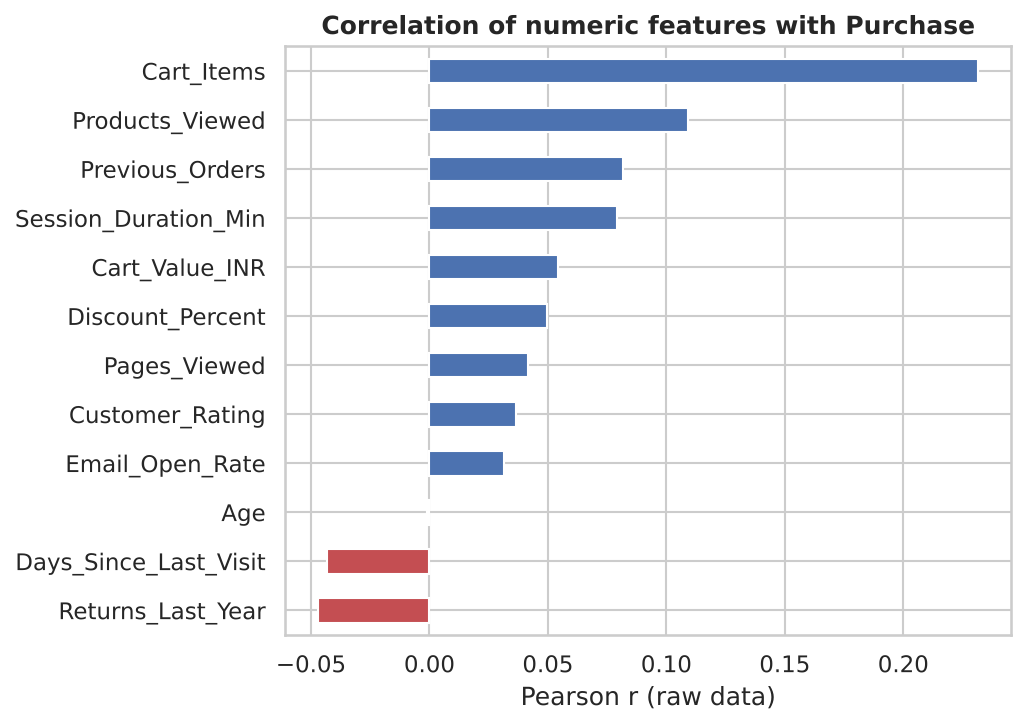 Correlation of numeric features with Purchase
Cart_Items
Products_Viewed
Previous_Orders
Session_Duration_Min
Cart_Value_INR
Discount_Percent
Pages_Viewed
Customer_Rating
Email_Open_Rate
Age
Days_Since_Last_Visit
Returns_Last_Year
−0.05 0.00 0.05 0.10 0.15 0.20
Pearson r (raw data)